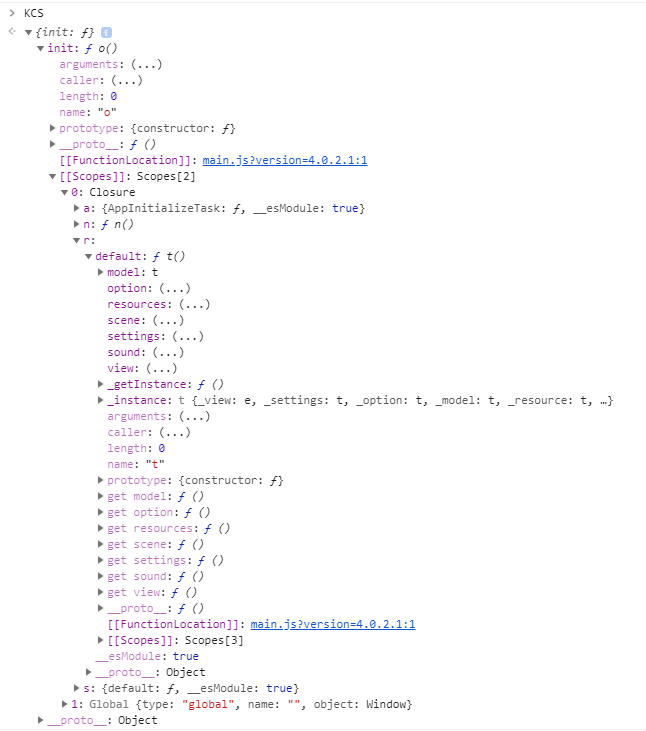 KCS
{init: ƒ} i
init: ƒ o()
arguments: (...)
caller: (...)
length: 0
name: "o"
prototype: {constructor: ƒ}
__proto__: ƒ ()
[[FunctionLocation]]: main.js?version=4.0.2.1:1
[[Scopes]]: Scopes[2]
0: Closure
a: {AppInitializeTask: ƒ, __esModule: true}
n: ƒ n()
r:
default: ƒ t()
model: t
option: (...)
resources: (...)
scene: (...)
settings: (...)
sound: (...)
view: (...)
_getInstance: ƒ ()
_instance: t {_view: e, _settings: t, _option: t, _model: t, _resource: t, …}
arguments: (...)
caller: (...)
length: 0
name: "t"
prototype: {constructor: ƒ}
get model: ƒ ()
get option: ƒ ()
get resources: ƒ ()
get scene: ƒ ()
get settings: ƒ ()
get sound: ƒ ()
get view: ƒ ()
__proto__: ƒ ()
[[FunctionLocation]]: main.js?version=4.0.2.1:1
[[Scopes]]: Scopes[3]
__esModule: true
__proto__: Object
s: {default: ƒ, __esModule: true}
1: Global {type: "global", name: "", object: Window}
__proto__: Object